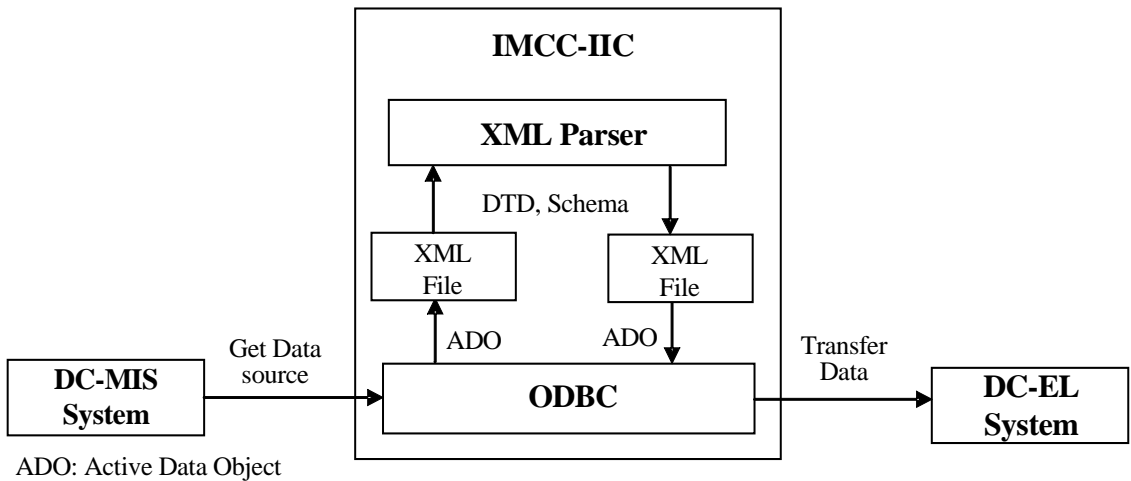 IMCC-IIC
XML Parser
DTD, Schema
XML
File
XML
File
ADO
ADO
Get Data
source
Transfer
Data
DC-MIS
System
ODBC
DC-EL
System
ADO: Active Data Object